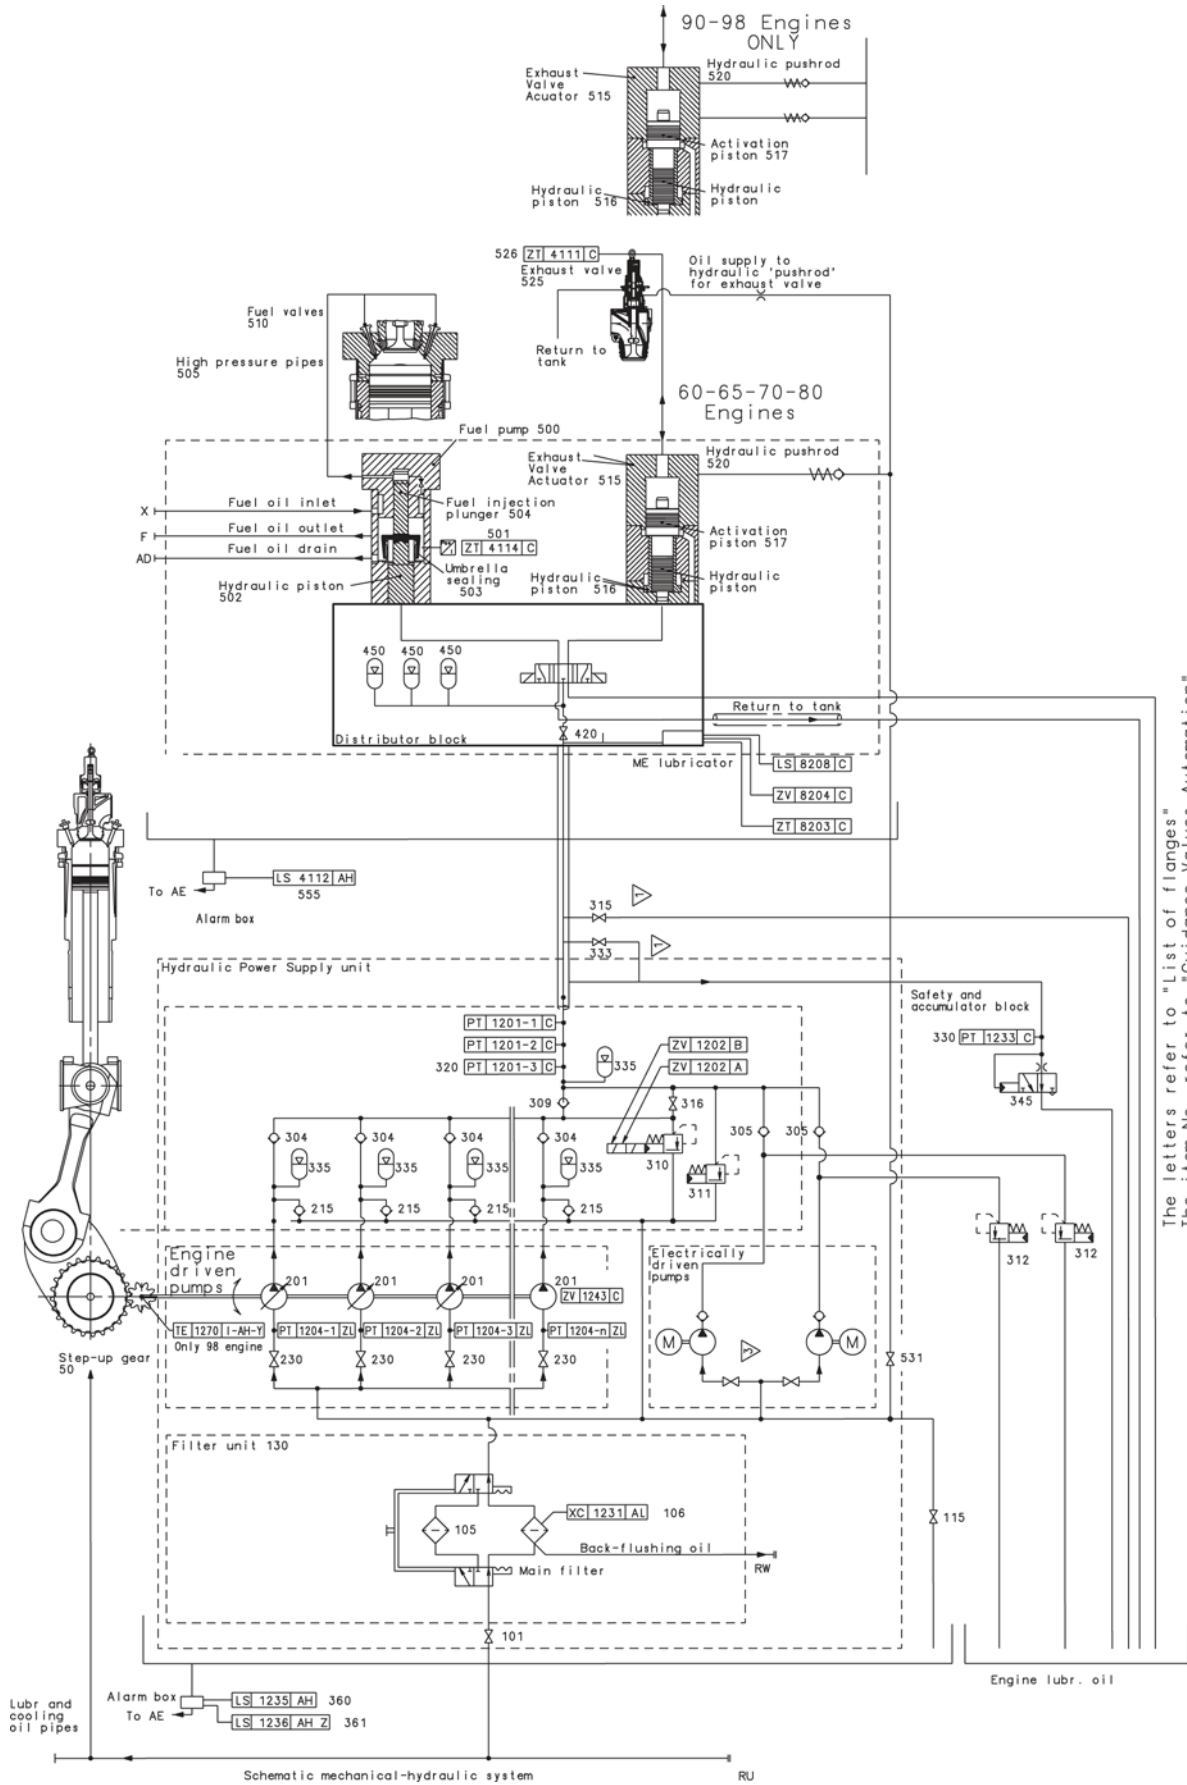 90-98 Engines
ONLY
Exhaust
Valve
Acuator 515
Hydraulic pushrod
520
Activation
piston 517
Hydraulic
piston 516
Hydraulic
piston
526 ZT 4111 C
Exhaust valve
525
Oil supply to
hydraulic 'pushrod'
for exhaust valve
Fuel valves
510
Return to
tank
High pressure pipes
505
60-65-70-80
Engines
Fuel pump 500
Exhaust
Valve
Actuator 515
Hydraulic pushrod
520
X
Fuel oil inlet
Fuel injection
plunger 504
F
Fuel oil outlet
501
ZT 4114 C
Activation
piston 517
AD
Fuel oil drain
Umbrella
sealing
503
Hydraulic piston
502
Hydraulic
piston 516
Hydraulic
piston
450
450
450
Return to tank
420
Distributor block
ME lubricator
LS 8208 C
ZV 8204 C
ZT 8203 C
To AE
LS 4112 AH
555
Alarm box
315
1
333
1
Hydraulic Power Supply unit
Safety and
accumulator block
PT 1201-1 C
PT 1201-2 C
320 PT 1201-3 C
335
ZV 1202 B
ZV 1202 A
330 PT 1233 C
345
309
316
304
304
304
304
305
305
335
335
335
335
310
311
215
215
215
215
312
312
Engine
driven
pumps
Electrically
driven
pumps
201
201
201
201
ZV 1243 C
TE 1270 I-AH-Y
Only 98 engine
PT 1204-1 ZL
PT 1204-2 ZL
PT 1204-3 ZL
PT 1204-n ZL
M
M
3
Step-up gear
50
230
230
230
230
531
Filter unit 130
105
XC 1231 AL 106
115
Back-flushing oil
RW
Main filter
101
Engine lubr. oil
Lubr and
cooling
oil pipes
Alarm box
To AE
LS 1235 AH 360
LS 1236 AH Z 361
Schematic mechanical-hydraulic system
RU
The letters refer to "List of flanges"
The item No. refer to "Guidance Values Automation"